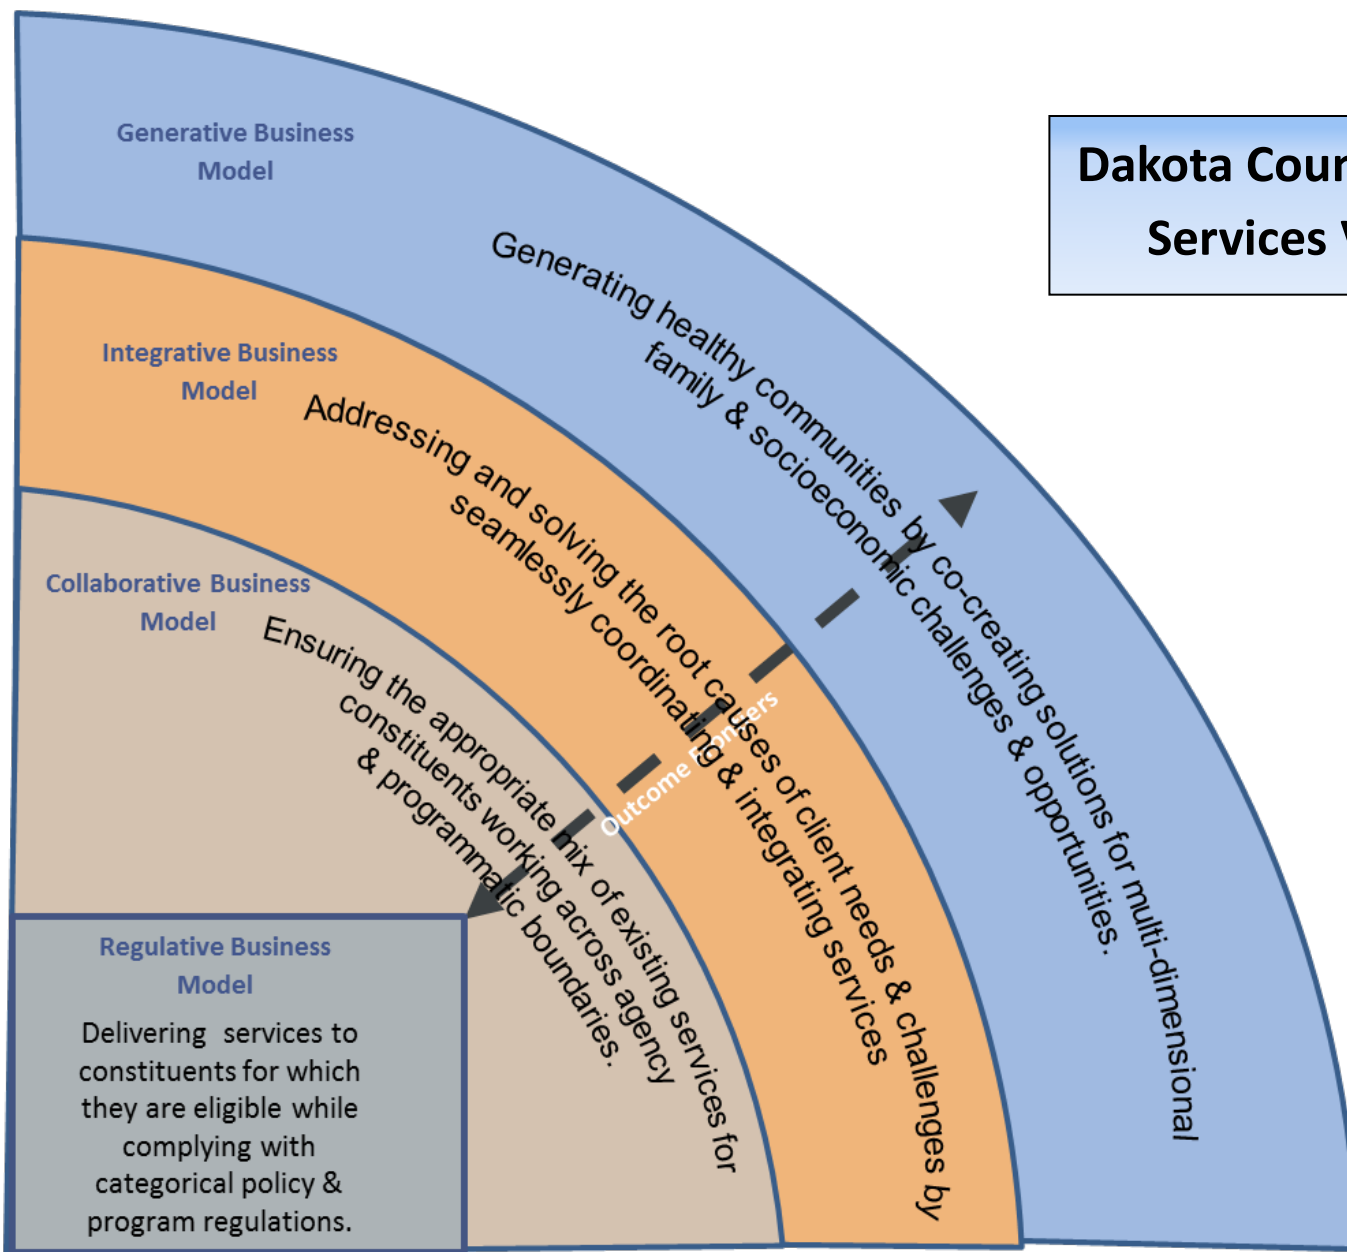 Generative Business
Model
Dakota Coun
Services
Generating healthy communities by co-creating solutions for multi-dimensional
family & socioeconomic challenges & opportunities.
Integrative Business
Model
Addressing and solving the root causes of client needs & challenges by
seamlessly coordinating & integrating services
Collaborative Business
Model
Ensuring the appropriate mix of existing services for
constituents working across agency
& programmatic boundaries.
Outcome Frontiers
Regulative Business
Model
Delivering services to
constituents for which
they are eligible while
complying with
categorical policy &
program regulations.